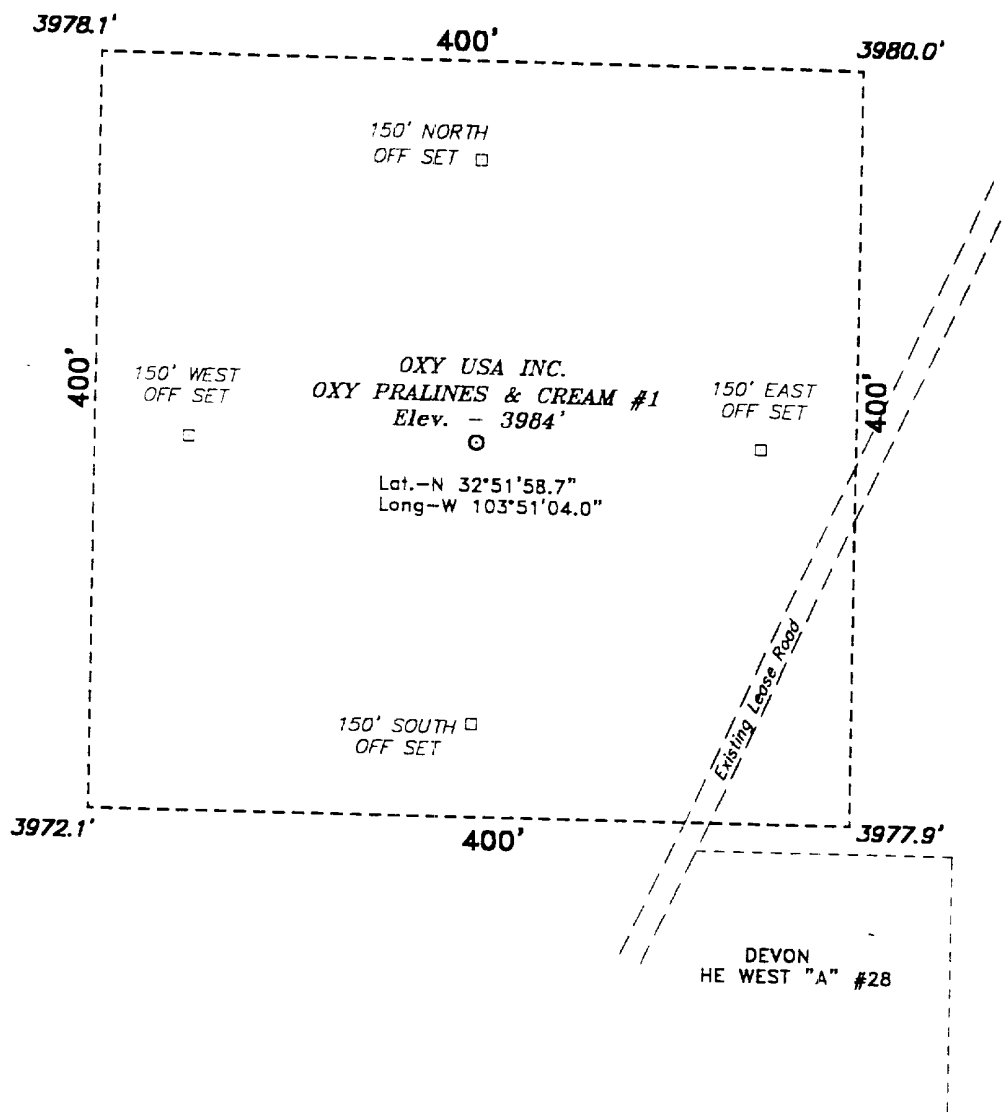 3978.1'
400'
3980.0'
150' NORTH
OFF SET
400'
150' WEST
OFF SET
OXY USA INC.
OXY PRALINES & CREAM #1
Elev. - 3984'
150' EAST
OFF SET
400'
Lat.-N 32°51'58.7"
Long-W 103°51'04.0"
Existing Lease Road
150' SOUTH
OFF SET
3972.1'
400'
3977.9'
DEVON
HE WEST "A" #28